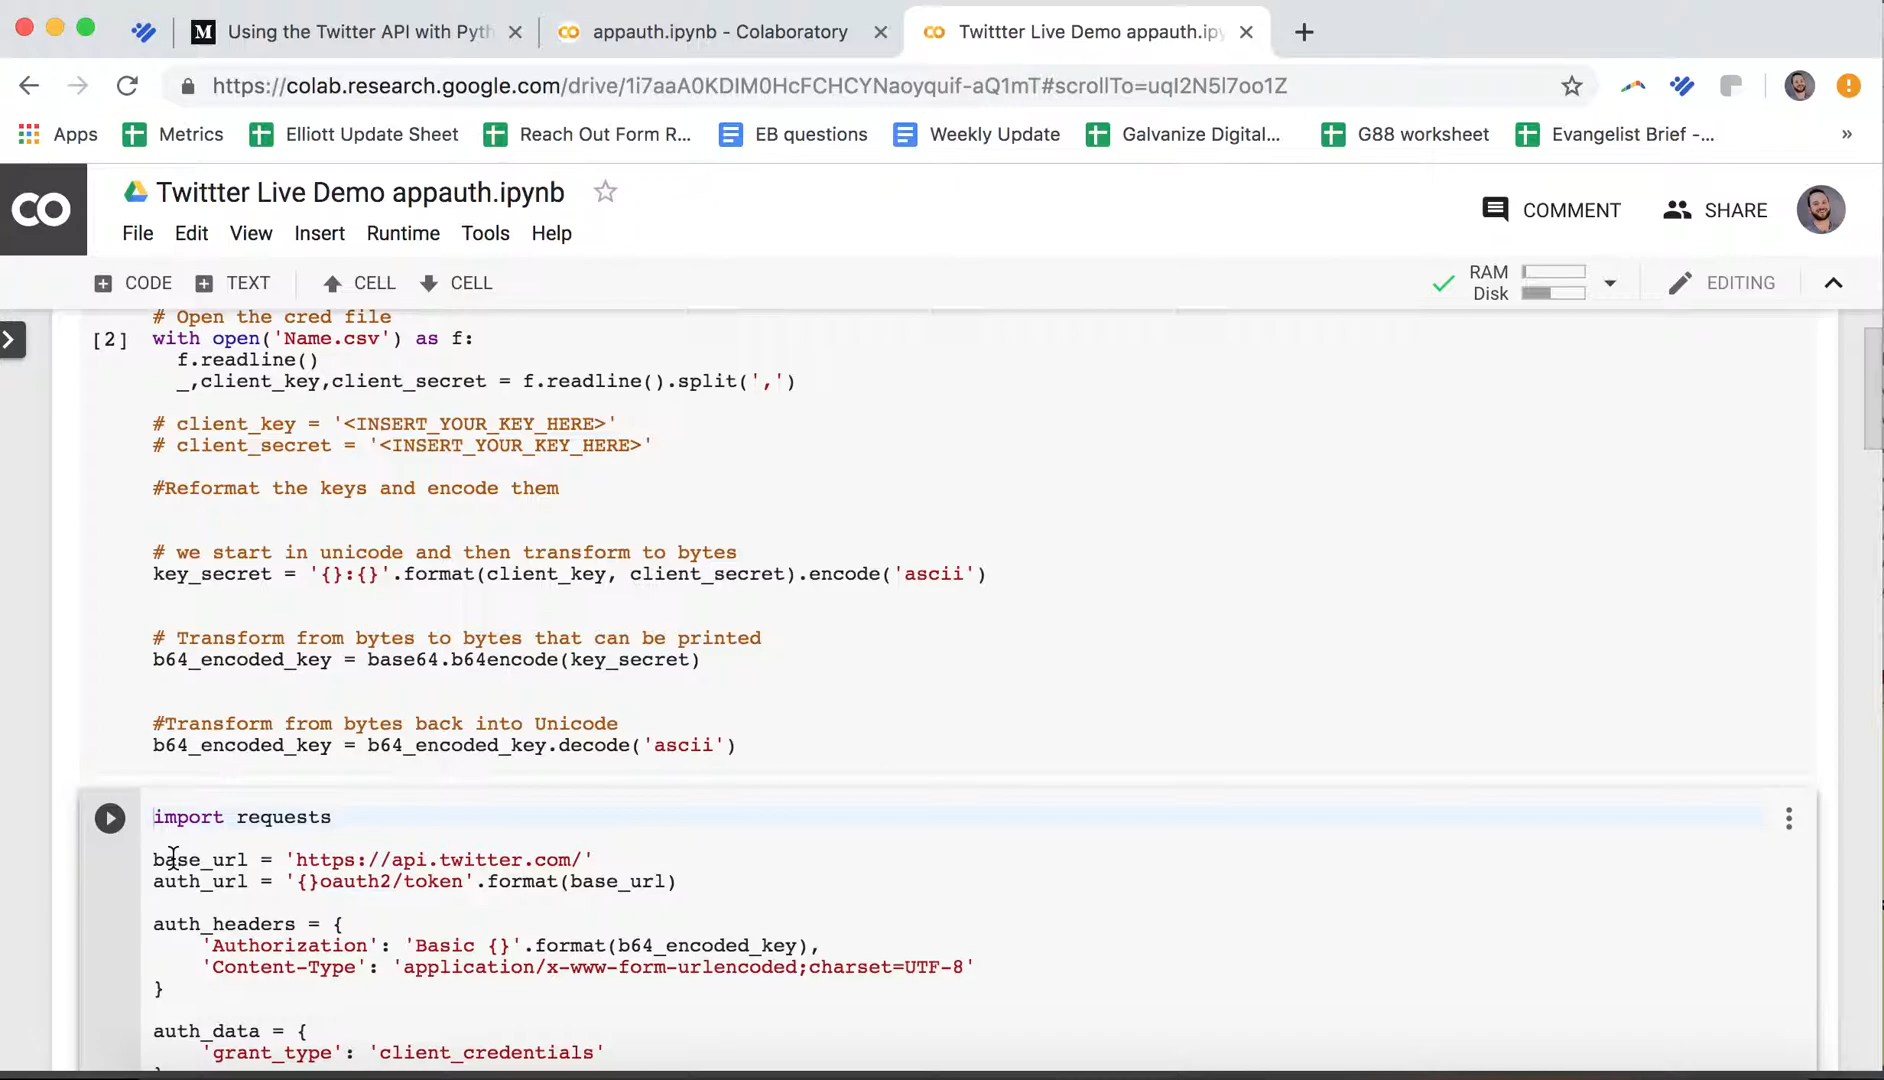 Using the Twitter API with Pyth
appauth.ipynb - Colaboratory
Twittter Live Demo appauth.ipy
https://colab.research.google.com/drive/1i7aaA0KDIM0HcFCHCYNaoyquif-aQ1mT#scrollTo=uqI2N5l7oo1Z
Apps
Metrics
Elliott Update Sheet
Reach Out Form R...
EB questions
Weekly Update
Galvanize Digital...
G88 worksheet
Evangelist Brief -...
»
CO
Twittter Live Demo appauth.ipynb
COMMENT
SHARE
File Edit View Insert Runtime Tools Help
CODE TEXT CELL CELL
RAM
Disk
EDITING
# Open the cred file
[2] with open('Name.csv') as f:
f.readline()
_,client_key,client_secret = f.readline().split(',')
# client_key = '<INSERT_YOUR_KEY_HERE>'
# client_secret = '<INSERT_YOUR_KEY_HERE>'
#Reformat the keys and encode them
# we start in unicode and then transform to bytes
key_secret = '{}:{}'.format(client_key, client_secret).encode('ascii')
# Transform from bytes to bytes that can be printed
b64_encoded_key = base64.b64encode(key_secret)
#Transform from bytes back into Unicode
b64_encoded_key = b64_encoded_key.decode('ascii')
import requests
base_url = 'https://api.twitter.com/'
auth_url = '{}oauth2/token'.format(base_url)
auth_headers = {
'Authorization': 'Basic {}'.format(b64_encoded_key),
'Content-Type': 'application/x-www-form-urlencoded;charset=UTF-8'
}
auth_data = {
'grant_type': 'client_credentials'